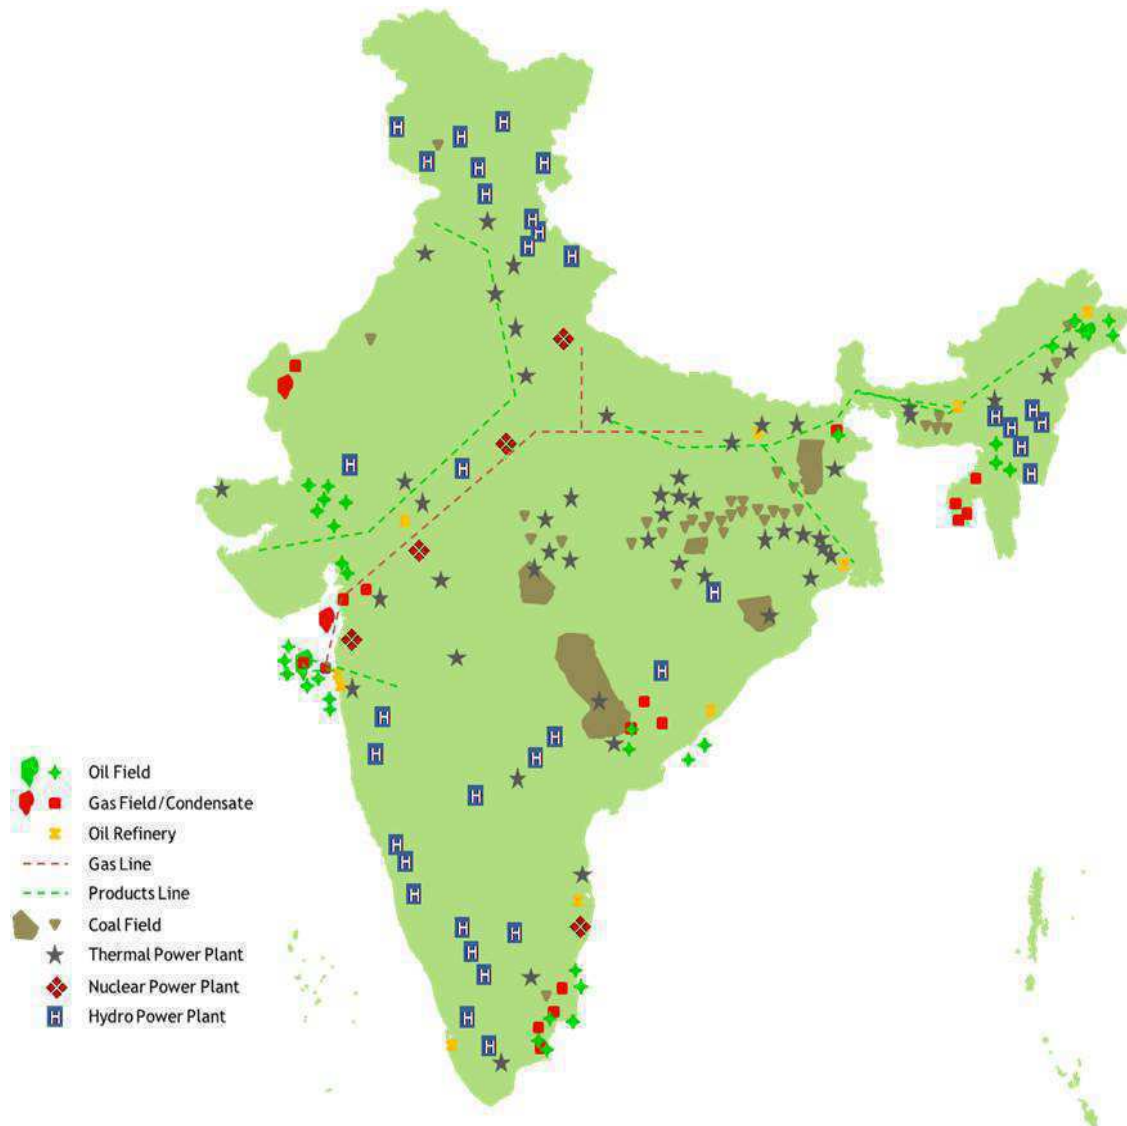 Oil Field
Gas Field/Condensate
Oil Refinery
Gas Line
Products Line
Coal Field
Thermal Power Plant
Nuclear Power Plant
Hydro Power Plant